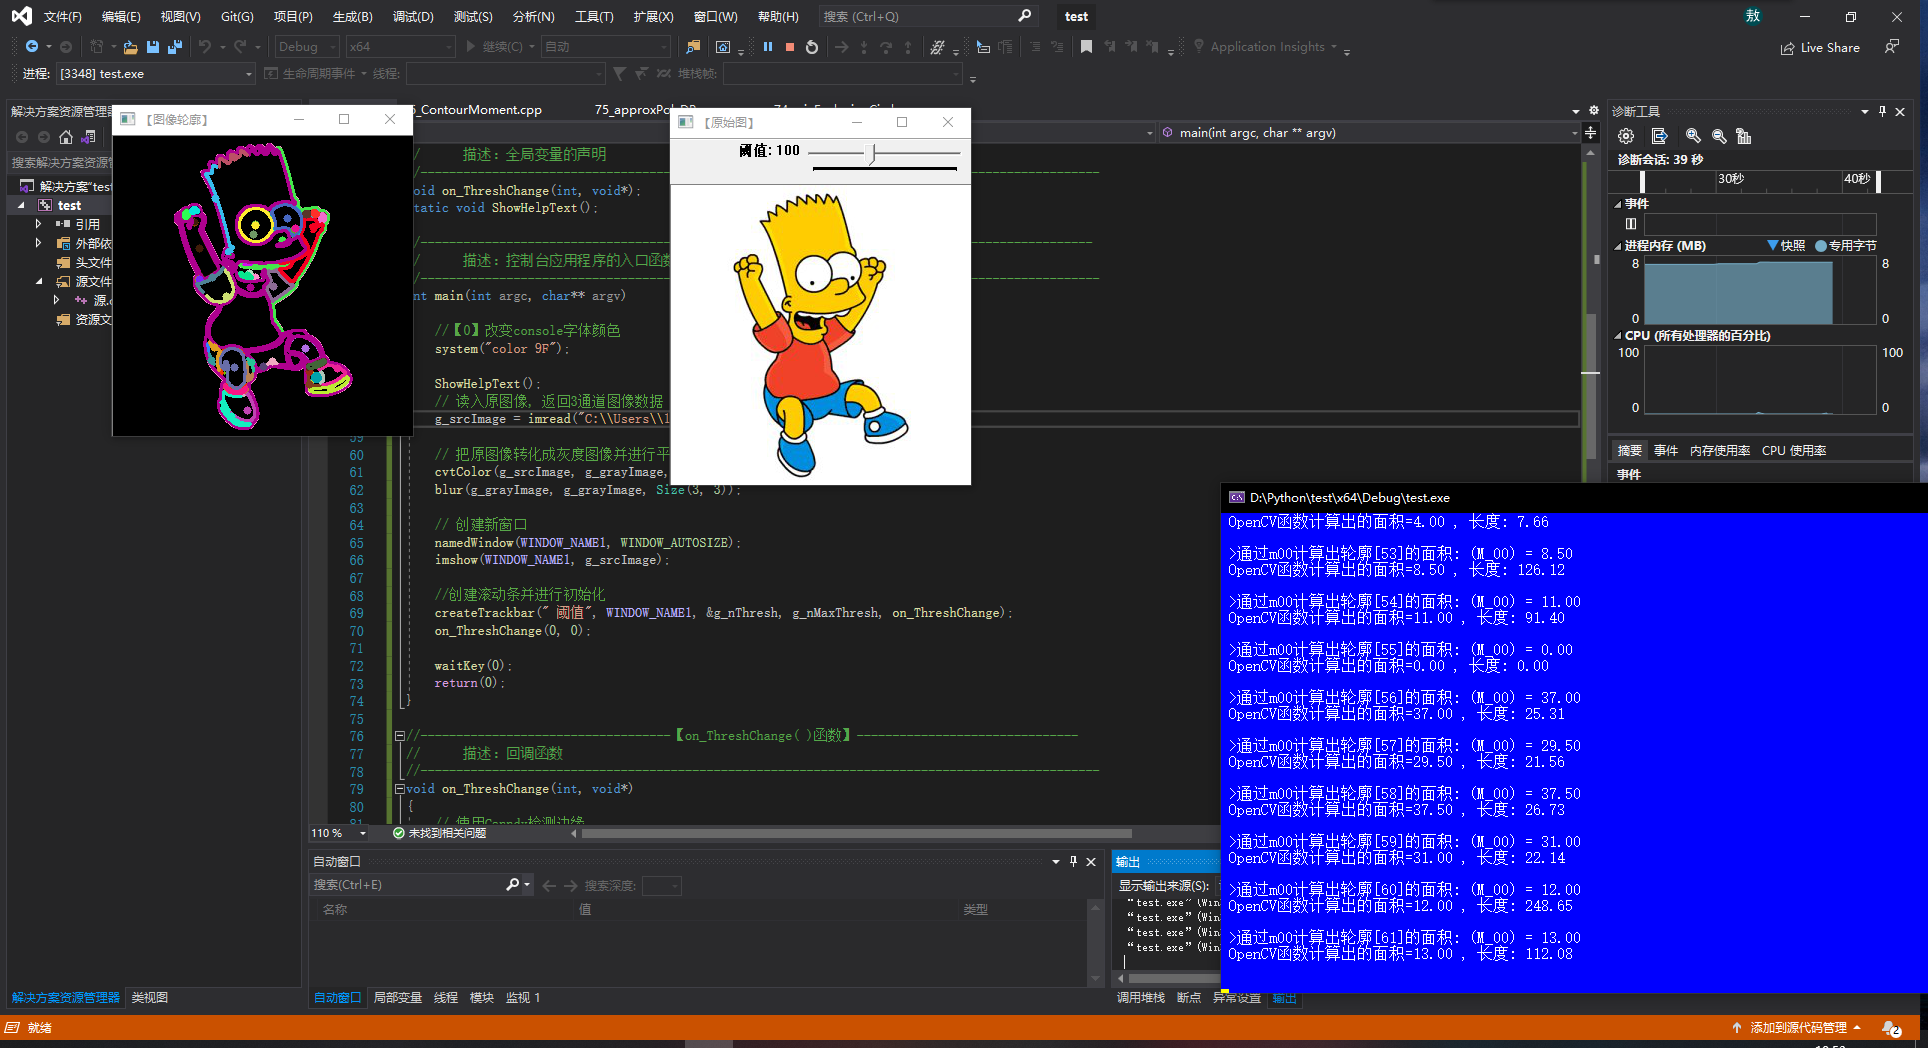 文件(F) 编辑(E) 视图(V) Git(G) 项目(P) 生成(B) 调试(D) 测试(S) 分析(N) 工具(T) 扩展(X) 窗口(W) 帮助(H) 搜索 (Ctrl+Q) test 敖
Debug x64 继续(C) 自动 Application Insights Live Share
进程: [3348] test.exe 生命周期事件 线程: 堆栈帧:
解决方案资源管理器
搜索解决方案资源
解决方案"test
test
引用
外部依
头文件
源文件
源.c
资源文
【图像轮廓】
_ContourMoment.cpp 75_approxPol
main(int argc, char ** argv)
【原始图】
阈值: 100
// 描述：全局变量的声明
//------------------------------------------------
void on_ThreshChange(int, void*);
static void ShowHelpText();
//------------------------------------------------
// 描述：控制台应用程序的入口函数
//------------------------------------------------
int main(int argc, char** argv)
//【0】改变console字体颜色
system("color 9F");
ShowHelpText();
// 读入原图像, 返回3通道图像数据
g_srcImage = imread("C:\\Users\\l
59
60 // 把原图像转化成灰度图像并进行平
61 cvtColor(g_srcImage, g_grayImage,
62 blur(g_grayImage, g_grayImage, Size(3, 3));
63
64 // 创建新窗口
65 namedWindow(WINDOW_NAME1, WINDOW_AUTOSIZE);
66 imshow(WINDOW_NAME1, g_srcImage);
67
68 //创建滚动条并进行初始化
69 createTrackbar(" 阈值", WINDOW_NAME1, &g_nThresh, g_nMaxThresh, on_ThreshChange);
70 on_ThreshChange(0, 0);
71
72 waitKey(0);
73 return(0);
74 }
75
76 //-----------------------------【on_ThreshChange( )函数】-------------------------------
77 // 描述：回调函数
78 //------------------------------------------------
79 void on_ThreshChange(int, void*)
80 {
81 // 使用Canndy检测边缘
110 % 未找到相关问题
自动窗口
搜索(Ctrl+E) 搜索深度:
名称 值 类型
自动窗口 局部变量 线程 模块 监视 1
解决方案资源管理器 类视图
输出
显示输出来源(S):
"test.exe" (Win
"test.exe" (Win
"test.exe" (Win
"test.exe" (Win
调用堆栈 断点 异常设置 输出
诊断工具
诊断会话: 39 秒
30秒 40秒
事件
进程内存 (MB) 快照 专用字节
8 8
0 0
CPU (所有处理器的百分比)
100 100
0 0
摘要 事件 内存使用率 CPU 使用率
事件
D:\Python\test\x64\Debug\test.exe
OpenCV函数计算出的面积=4.00 , 长度: 7.66
>通过m00计算出轮廓[53]的面积: (M_00) = 8.50
OpenCV函数计算出的面积=8.50 , 长度: 126.12
>通过m00计算出轮廓[54]的面积: (M_00) = 11.00
OpenCV函数计算出的面积=11.00 , 长度: 91.40
>通过m00计算出轮廓[55]的面积: (M_00) = 0.00
OpenCV函数计算出的面积=0.00 , 长度: 0.00
>通过m00计算出轮廓[56]的面积: (M_00) = 37.00
OpenCV函数计算出的面积=37.00 , 长度: 25.31
>通过m00计算出轮廓[57]的面积: (M_00) = 29.50
OpenCV函数计算出的面积=29.50 , 长度: 21.56
>通过m00计算出轮廓[58]的面积: (M_00) = 37.50
OpenCV函数计算出的面积=37.50 , 长度: 26.73
>通过m00计算出轮廓[59]的面积: (M_00) = 31.00
OpenCV函数计算出的面积=31.00 , 长度: 22.14
>通过m00计算出轮廓[60]的面积: (M_00) = 12.00
OpenCV函数计算出的面积=12.00 , 长度: 248.65
>通过m00计算出轮廓[61]的面积: (M_00) = 13.00
OpenCV函数计算出的面积=13.00 , 长度: 112.08
就绪 添加到源代码管理 2